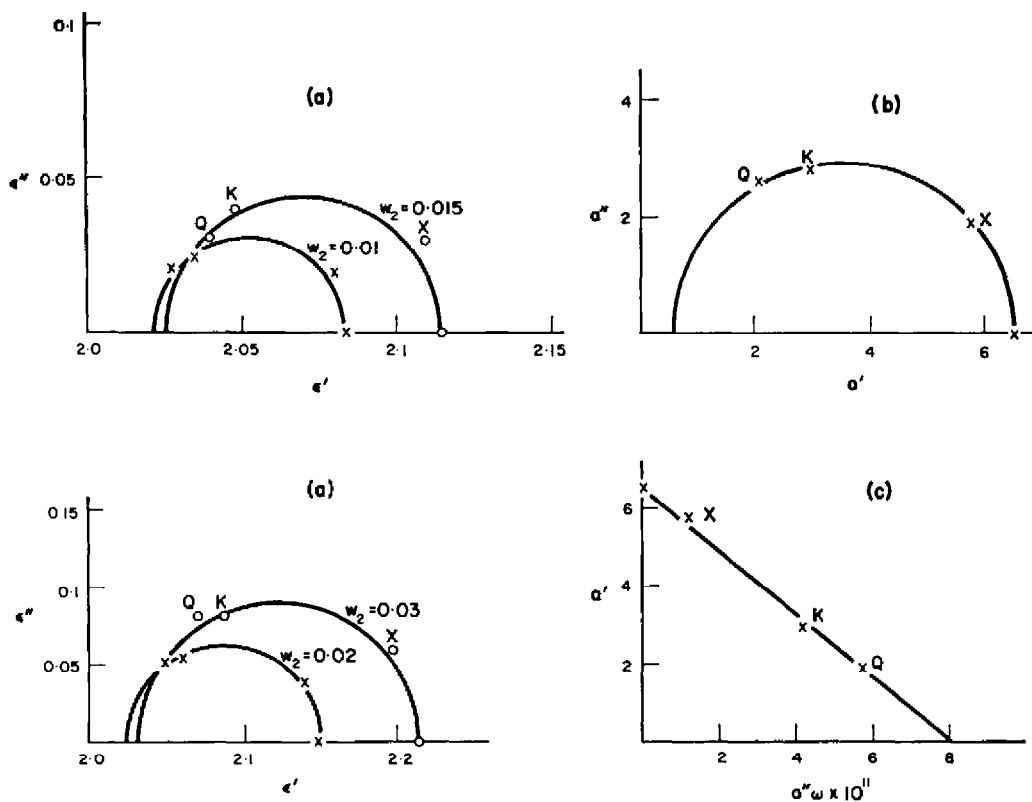 (a)
0·1
0·05
ε″
K
Q
w₂=0·015
X
w₂=0·01
2·0
2·05
2·1
2·15
ε′
(b)
4
2
a″
Q
K
X
2
4
6
a′
(a)
0·15
0·1
0·05
ε″
Q
K
w₂=0·03
X
w₂=0·02
2·0
2·1
2·2
ε′
(c)
6
4
2
a′
X
K
Q
2
4
6
8
a″ω x 10¹¹